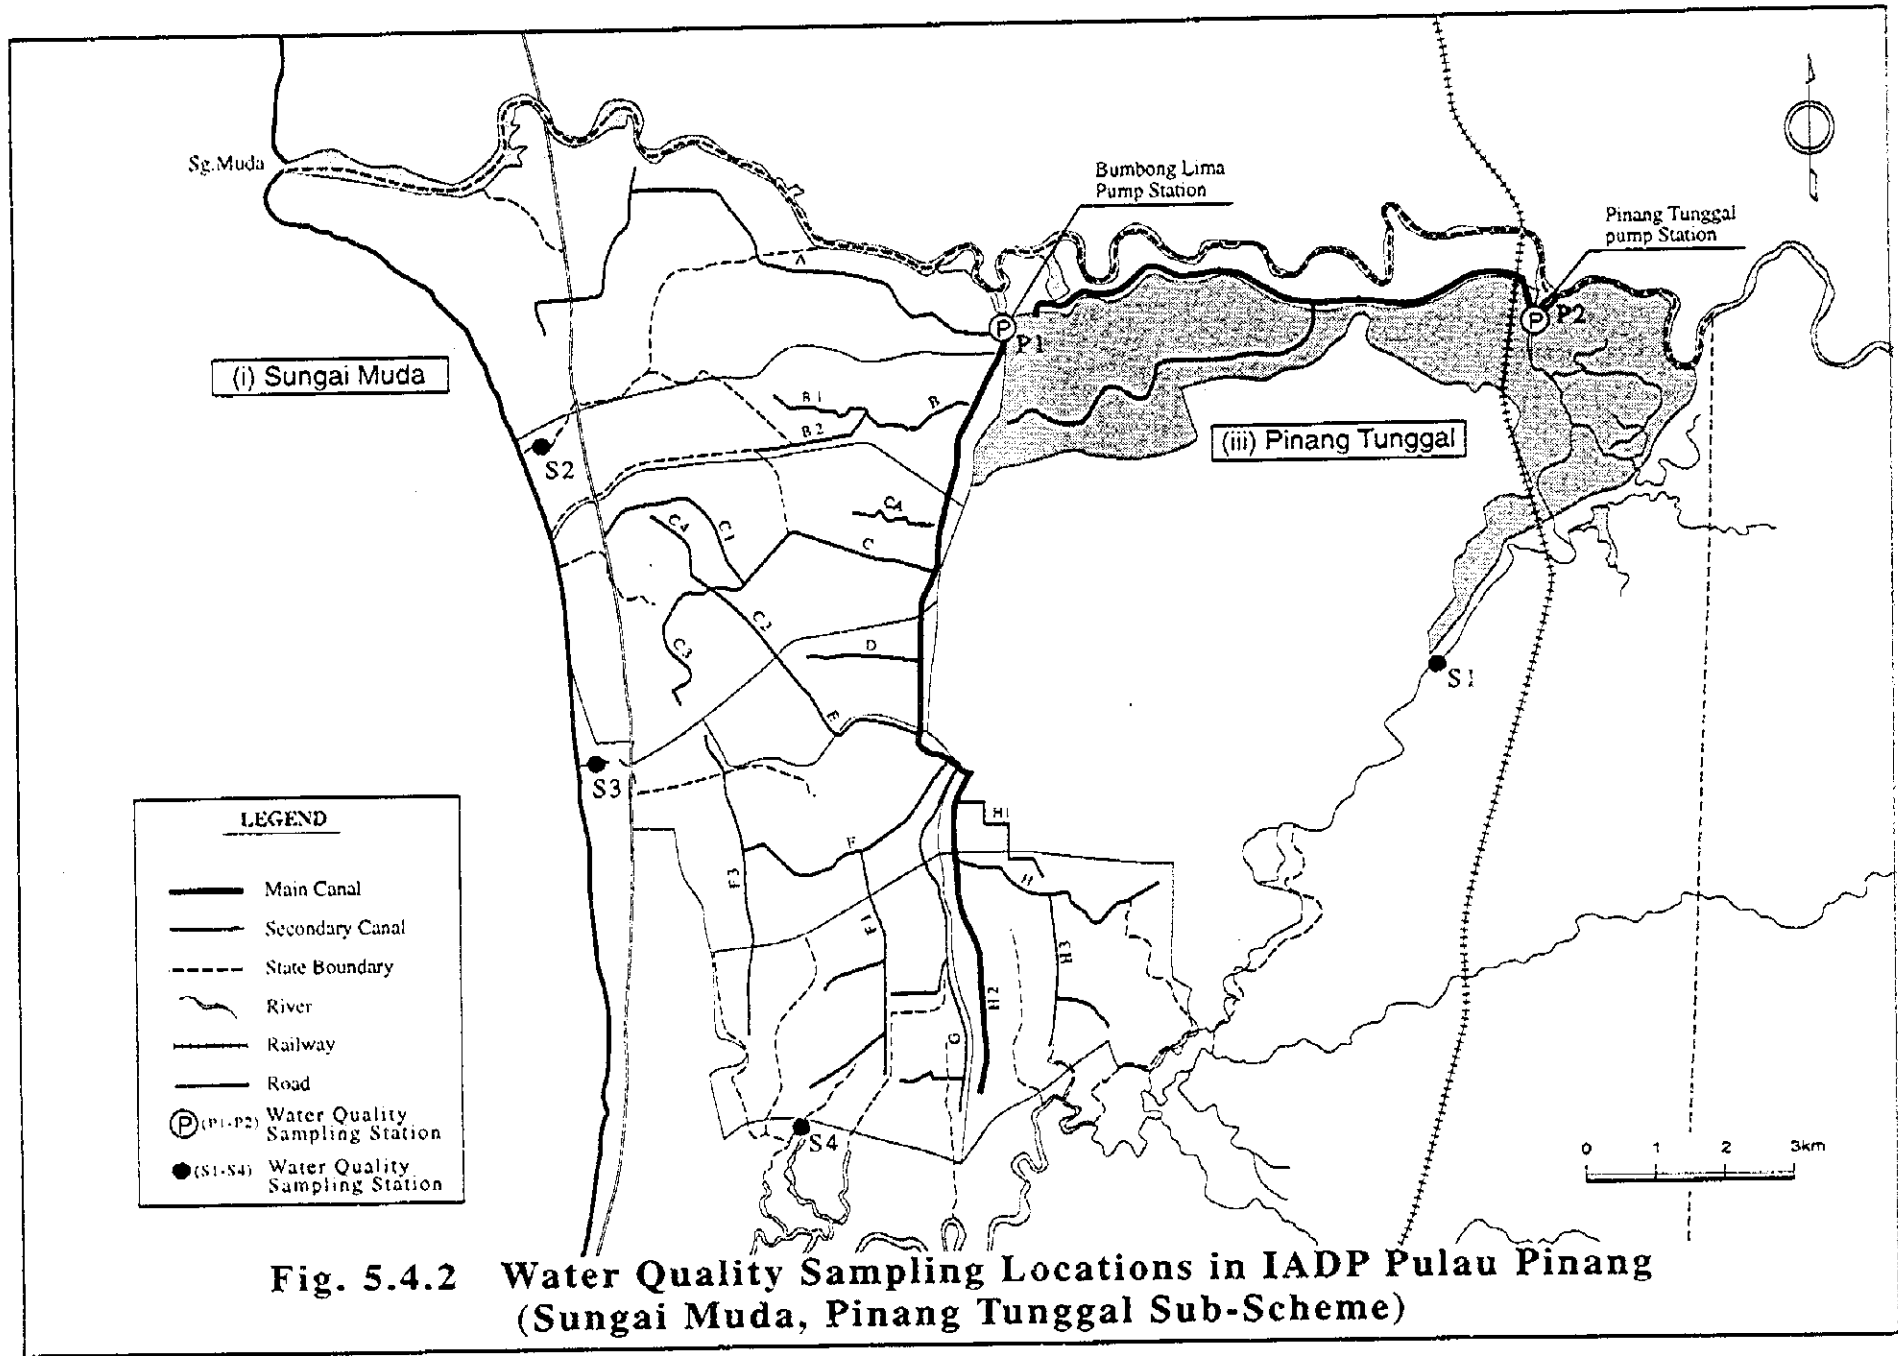 Sg.Muda
Bumbong Lima
Pump Station
Pinang Tunggal
pump Station
A
P
P1
P
P2
(i) Sungai Muda
B1
B
B2
(iii) Pinang Tunggal
S2
C4
C1
CA
C
C2
C3
D
S1
E
S3
H1
F
H
F3
F1
H3
H2
G
S4
LEGEND
Main Canal
Secondary Canal
State Boundary
River
Railway
Road
P (P1-P2) Water Quality
Sampling Station
(S1-S4) Water Quality
Sampling Station
0 1 2 3km
Fig. 5.4.2 Water Quality Sampling Locations in IADP Pulau Pinang
(Sungai Muda, Pinang Tunggal Sub-Scheme)